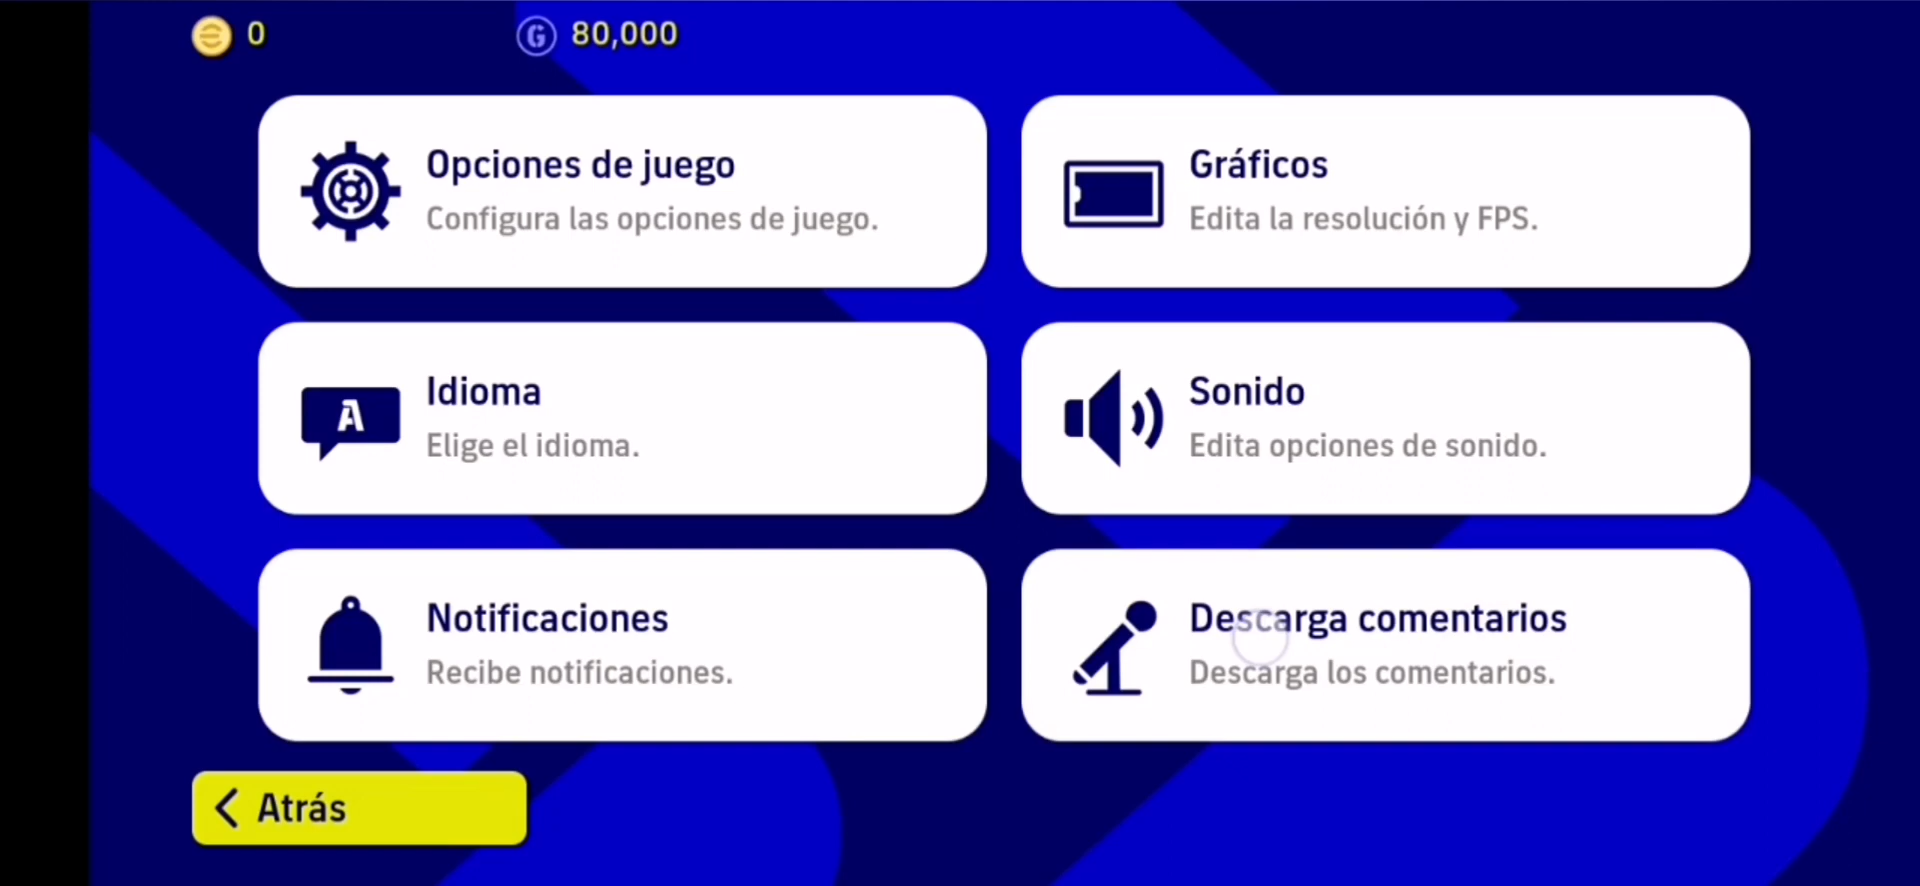 0
80,000
Opciones de juego
Configura las opciones de juego.
Gráficos
Edita la resolución y FPS.
A
Idioma
Elige el idioma.
Sonido
Edita opciones de sonido.
Notificaciones
Recibe notificaciones.
Descarga comentarios
Descarga los comentarios.
Atrás